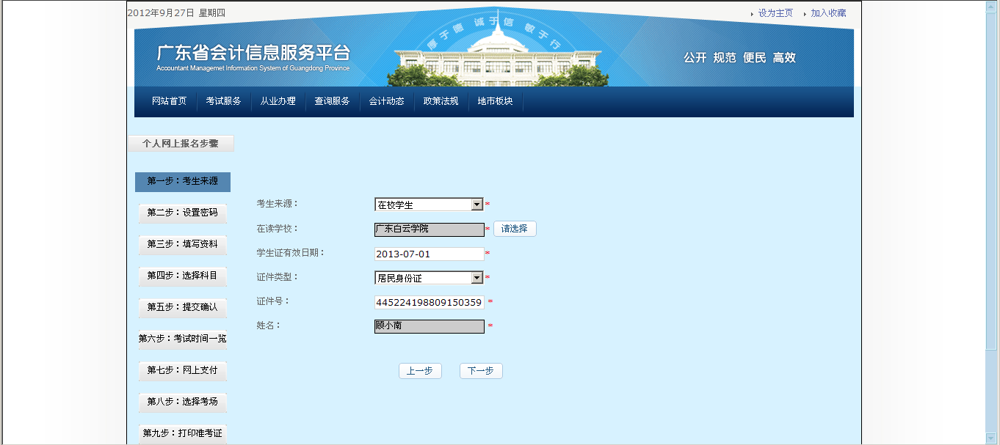 2012年9月27日 星期四
设为主页 加入收藏
厚于德 诚于信 敏于行
广东省会计信息服务平台
Accountant Managemet Information System of Guangdong Province
公开 规范 便民 高效
网站首页 考试服务 从业办理 查询服务 会计动态 政策法规 地市板块
个人网上报名步骤
第一步：考生来源
第二步：设置密码
第三步：填写资料
第四步：选择科目
第五步：提交确认
第六步：考试时间一览
第七步：网上支付
第八步：选择考场
第九步：打印准考证
考生来源： 在校学生 *
在读学校： 广东白云学院 * 请选择
学生证有效日期： 2013-07-01 *
证件类型： 居民身份证 *
证件号： 445224198809150359 *
姓名： 顾小南 *
上一步 下一步